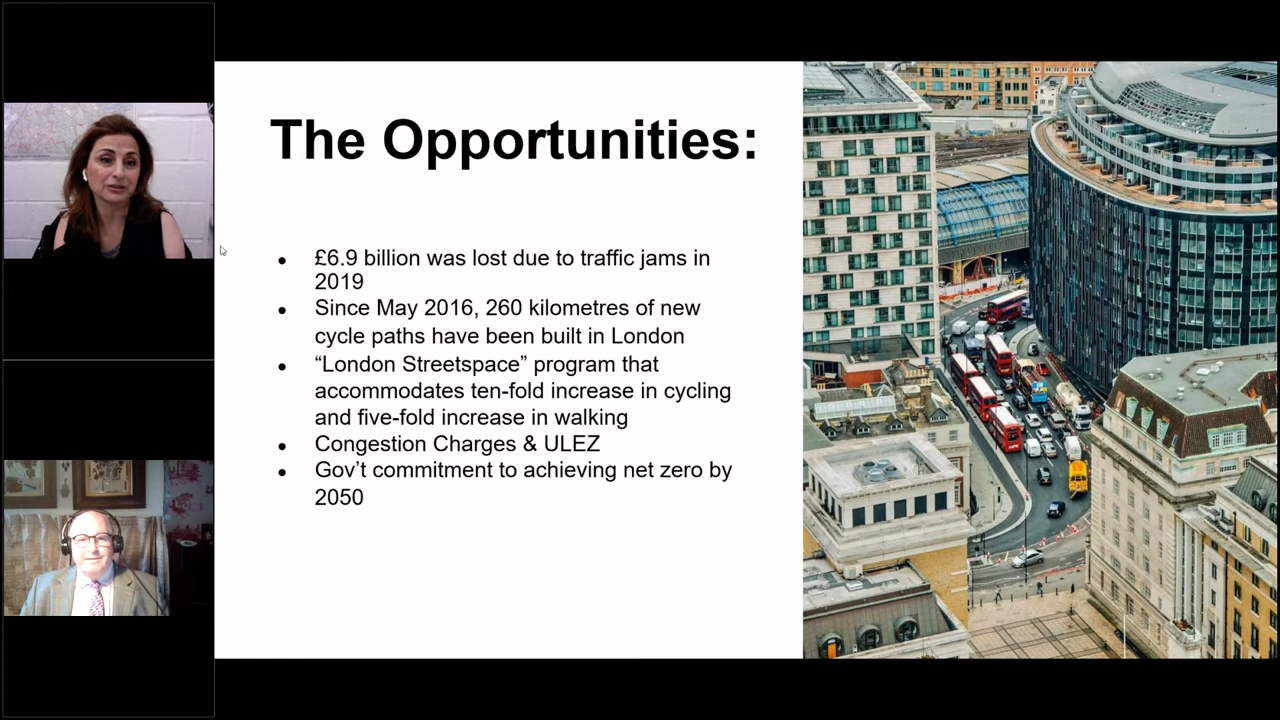 The Opportunities:
● £6.9 billion was lost due to traffic jams in
2019
● Since May 2016, 260 kilometres of new
cycle paths have been built in London
● “London Streetspace” program that
accommodates ten-fold increase in cycling
and five-fold increase in walking
● Congestion Charges & ULEZ
● Gov’t commitment to achieving net zero by
2050